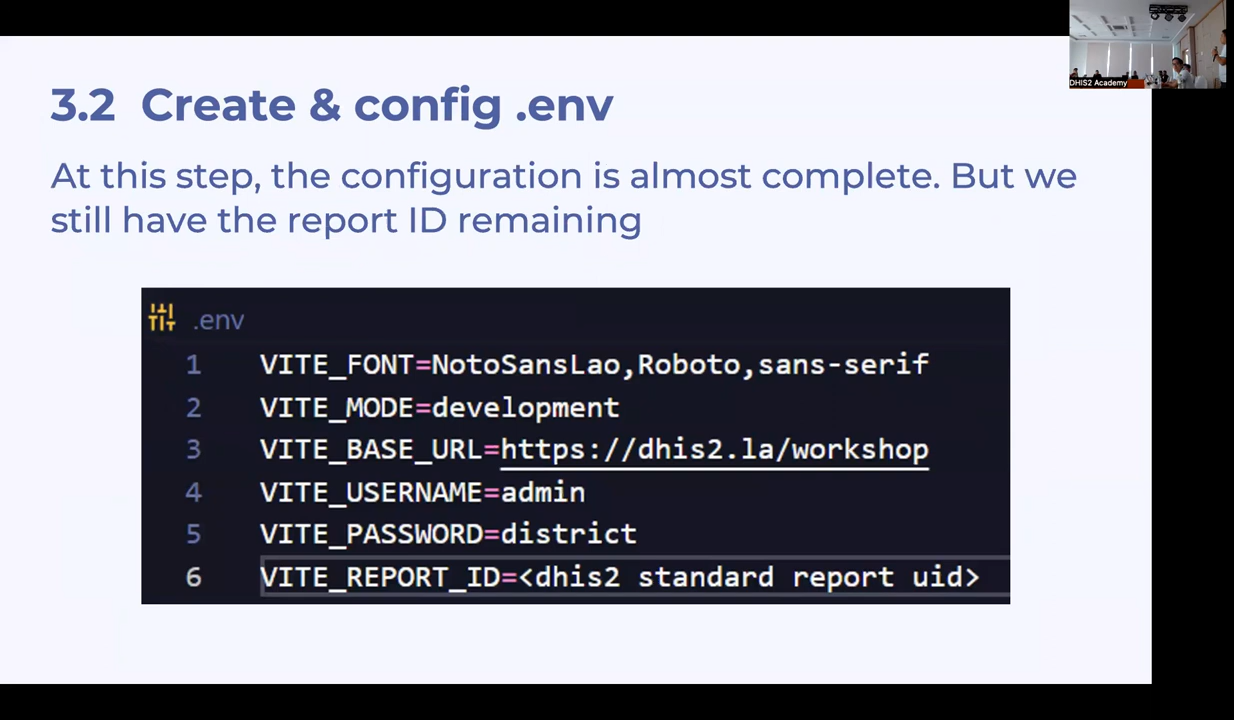 DHIS2 Academy
3.2 Create & config .env
At this step, the configuration is almost complete. But we
still have the report ID remaining
.env
1 VITE_FONT=NotoSansLao,Roboto,sans-serif
2 VITE_MODE=development
3 VITE_BASE_URL=https://dhis2.la/workshop
4 VITE_USERNAME=admin
5 VITE_PASSWORD=district
6 VITE_REPORT_ID=<dhis2 standard report uid>